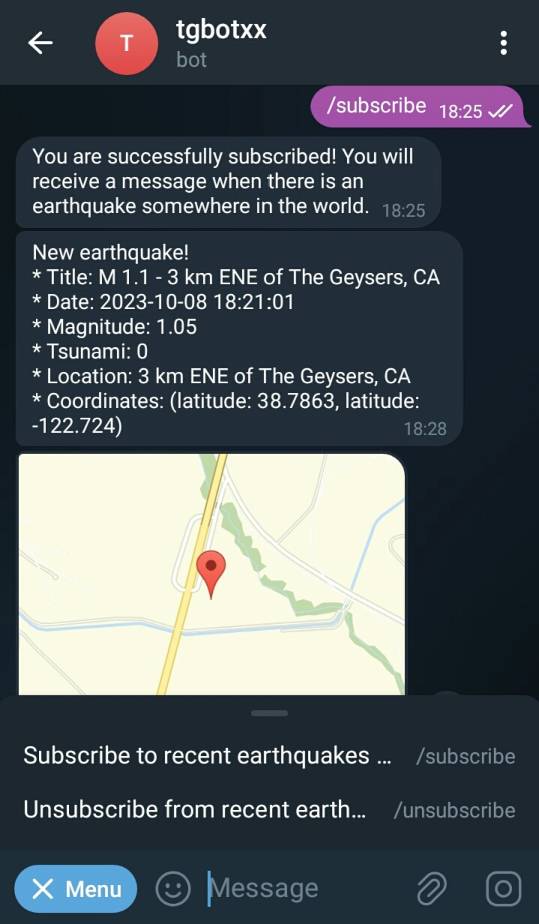 T
tgbotxx
bot
/subscribe 18:25
You are successfully subscribed! You will
receive a message when there is an
earthquake somewhere in the world. 18:25
New earthquake!
* Title: M 1.1 - 3 km ENE of The Geysers, CA
* Date: 2023-10-08 18:21:01
* Magnitude: 1.05
* Tsunami: 0
* Location: 3 km ENE of The Geysers, CA
* Coordinates: (latitude: 38.7863, latitude:
-122.724) 18:28
Subscribe to recent earthquakes ... /subscribe
Unsubscribe from recent earth... /unsubscribe
Menu Message